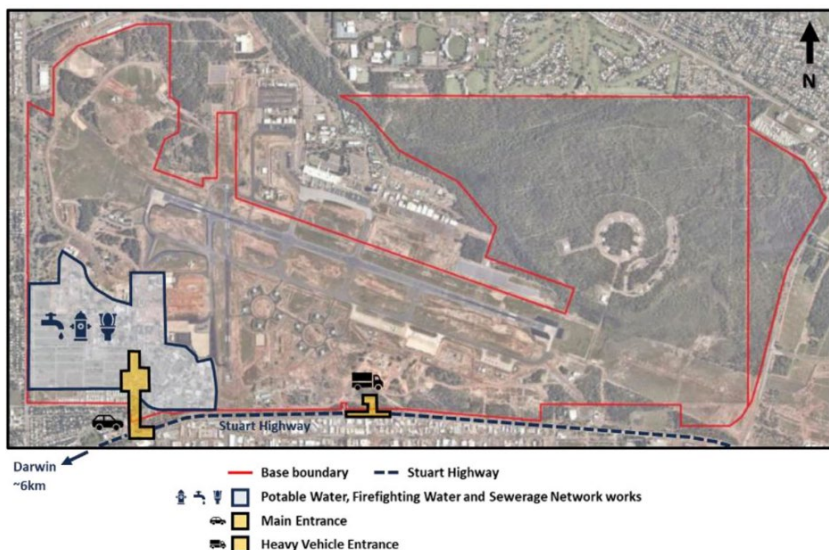 N
Stuart Highway
Darwin
~6km
Base boundary
Stuart Highway
Potable Water, Firefighting Water and Sewerage Network works
Main Entrance
Heavy Vehicle Entrance